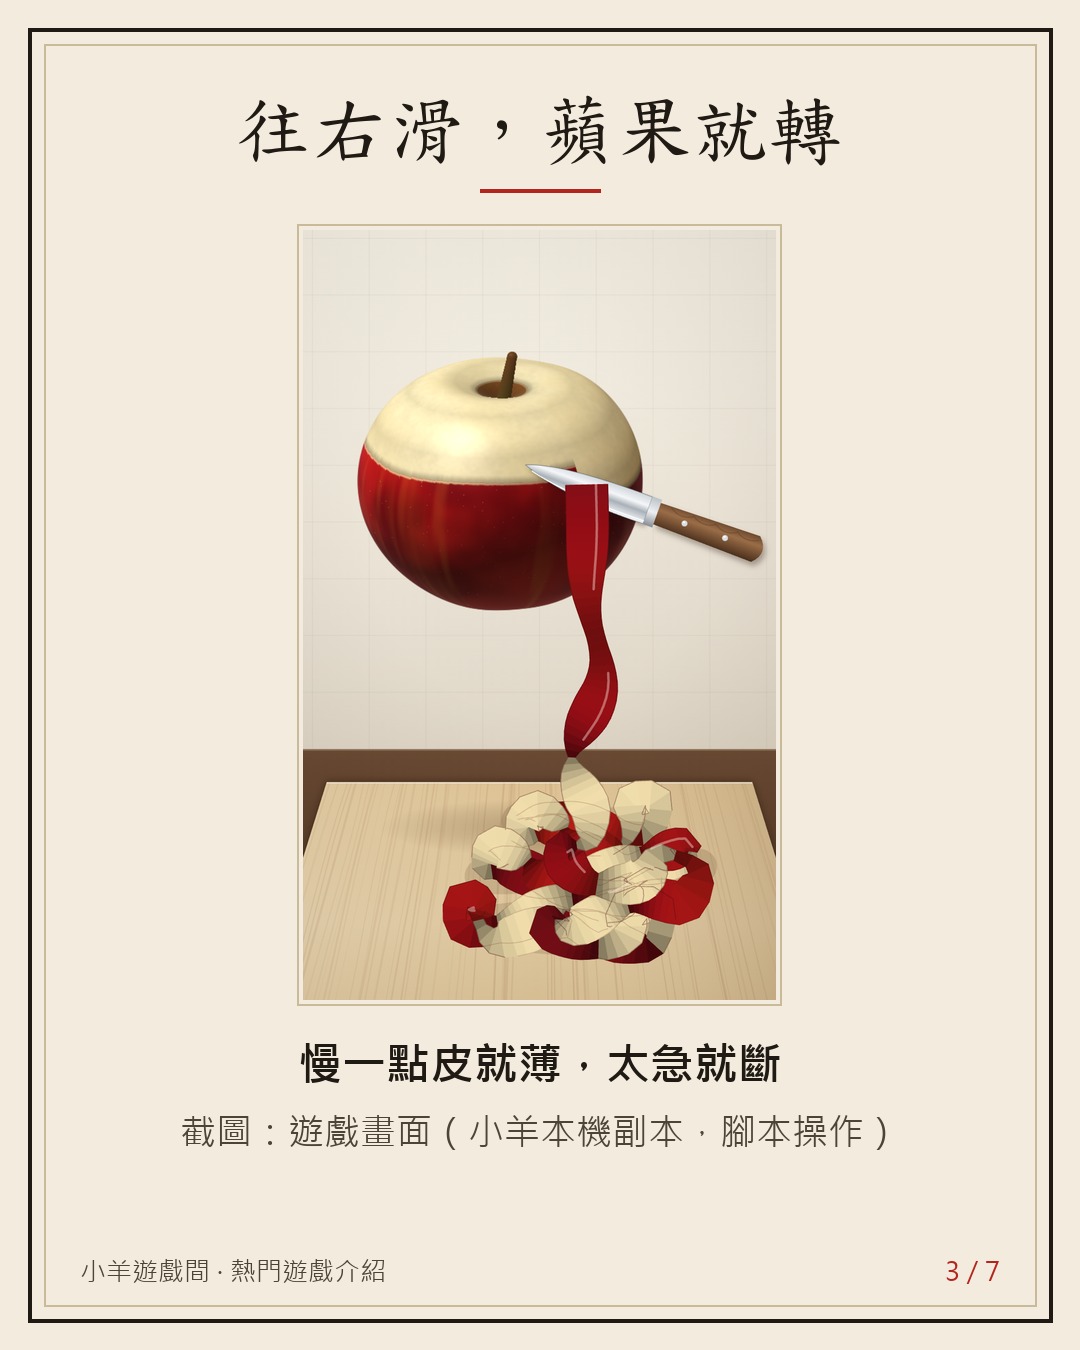 往右滑，蘋果就轉
慢一點皮就薄，太急就斷
截圖：遊戲畫面（小羊本機副本，腳本操作）
小羊遊戲間·熱門遊戲介紹
3 / 7